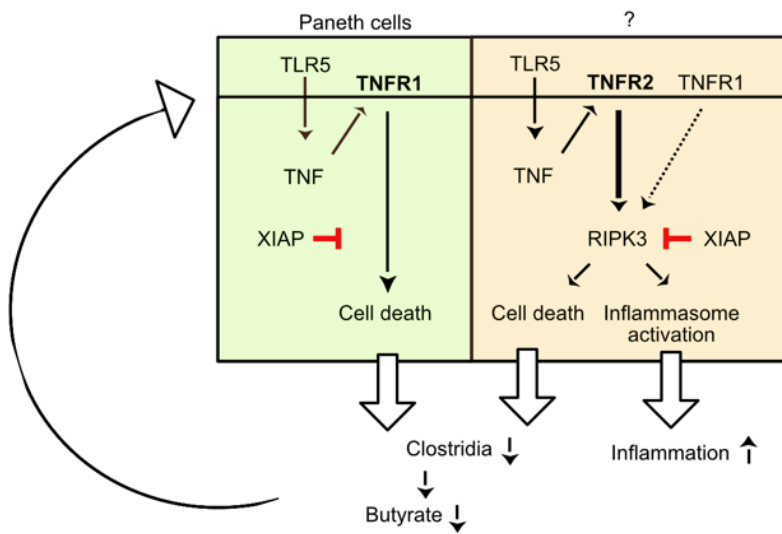 Paneth cells
?
TLR5
TNFR1
TNF
XIAP
Cell death
TLR5
TNFR2
TNFR1
TNF
RIPK3
XIAP
Cell death
Inflammasome
activation
Clostridia
Inflammation
Butyrate